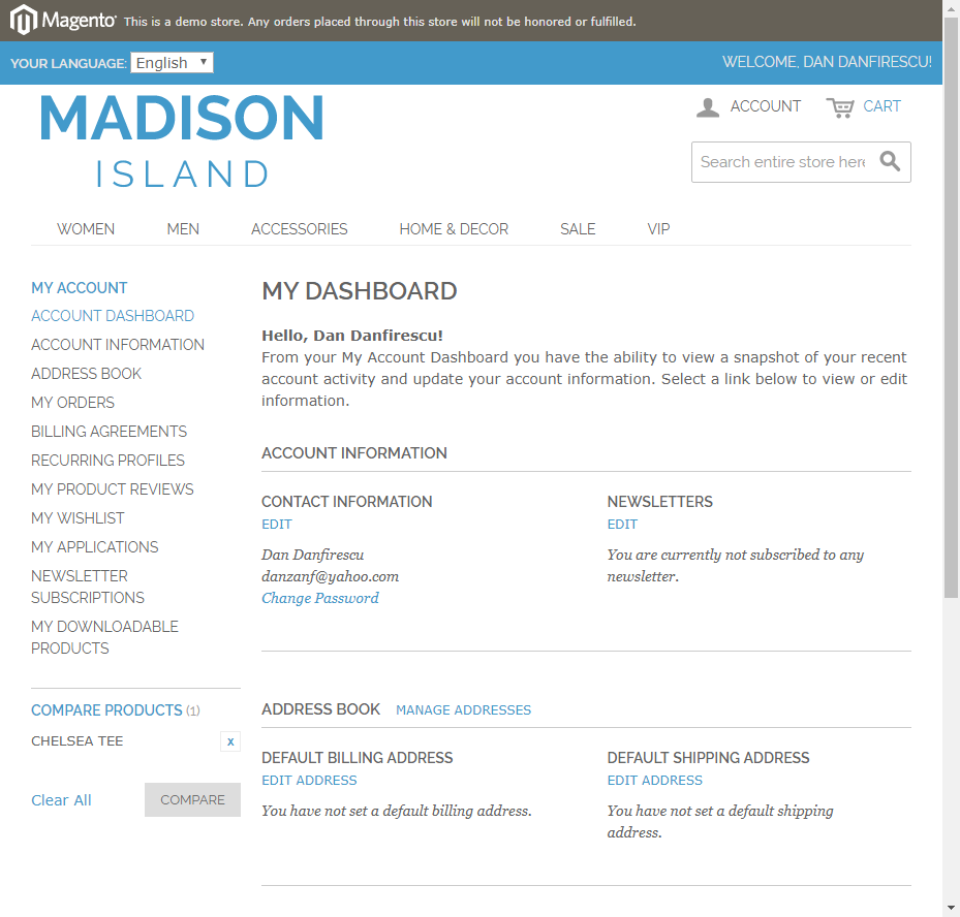 Magento This is a demo store. Any orders placed through this store will not be honored or fulfilled.
YOUR LANGUAGE: English
WELCOME, DAN DANFIRESCU!
MADISON
ISLAND
ACCOUNT
CART
Search entire store here
WOMEN
MEN
ACCESSORIES
HOME & DECOR
SALE
VIP
MY ACCOUNT
ACCOUNT DASHBOARD
ACCOUNT INFORMATION
ADDRESS BOOK
MY ORDERS
BILLING AGREEMENTS
RECURRING PROFILES
MY PRODUCT REVIEWS
MY WISHLIST
MY APPLICATIONS
NEWSLETTER
SUBSCRIPTIONS
MY DOWNLOADABLE
PRODUCTS
COMPARE PRODUCTS (1)
CHELSEA TEE
x
Clear All
COMPARE
MY DASHBOARD
Hello, Dan Danfirescu!
From your My Account Dashboard you have the ability to view a snapshot of your recent
account activity and update your account information. Select a link below to view or edit
information.
ACCOUNT INFORMATION
CONTACT INFORMATION
EDIT
Dan Danfirescu
danzanf@yahoo.com
Change Password
NEWSLETTERS
EDIT
You are currently not subscribed to any
newsletter.
ADDRESS BOOK
MANAGE ADDRESSES
DEFAULT BILLING ADDRESS
EDIT ADDRESS
You have not set a default billing address.
DEFAULT SHIPPING ADDRESS
EDIT ADDRESS
You have not set a default shipping
address.